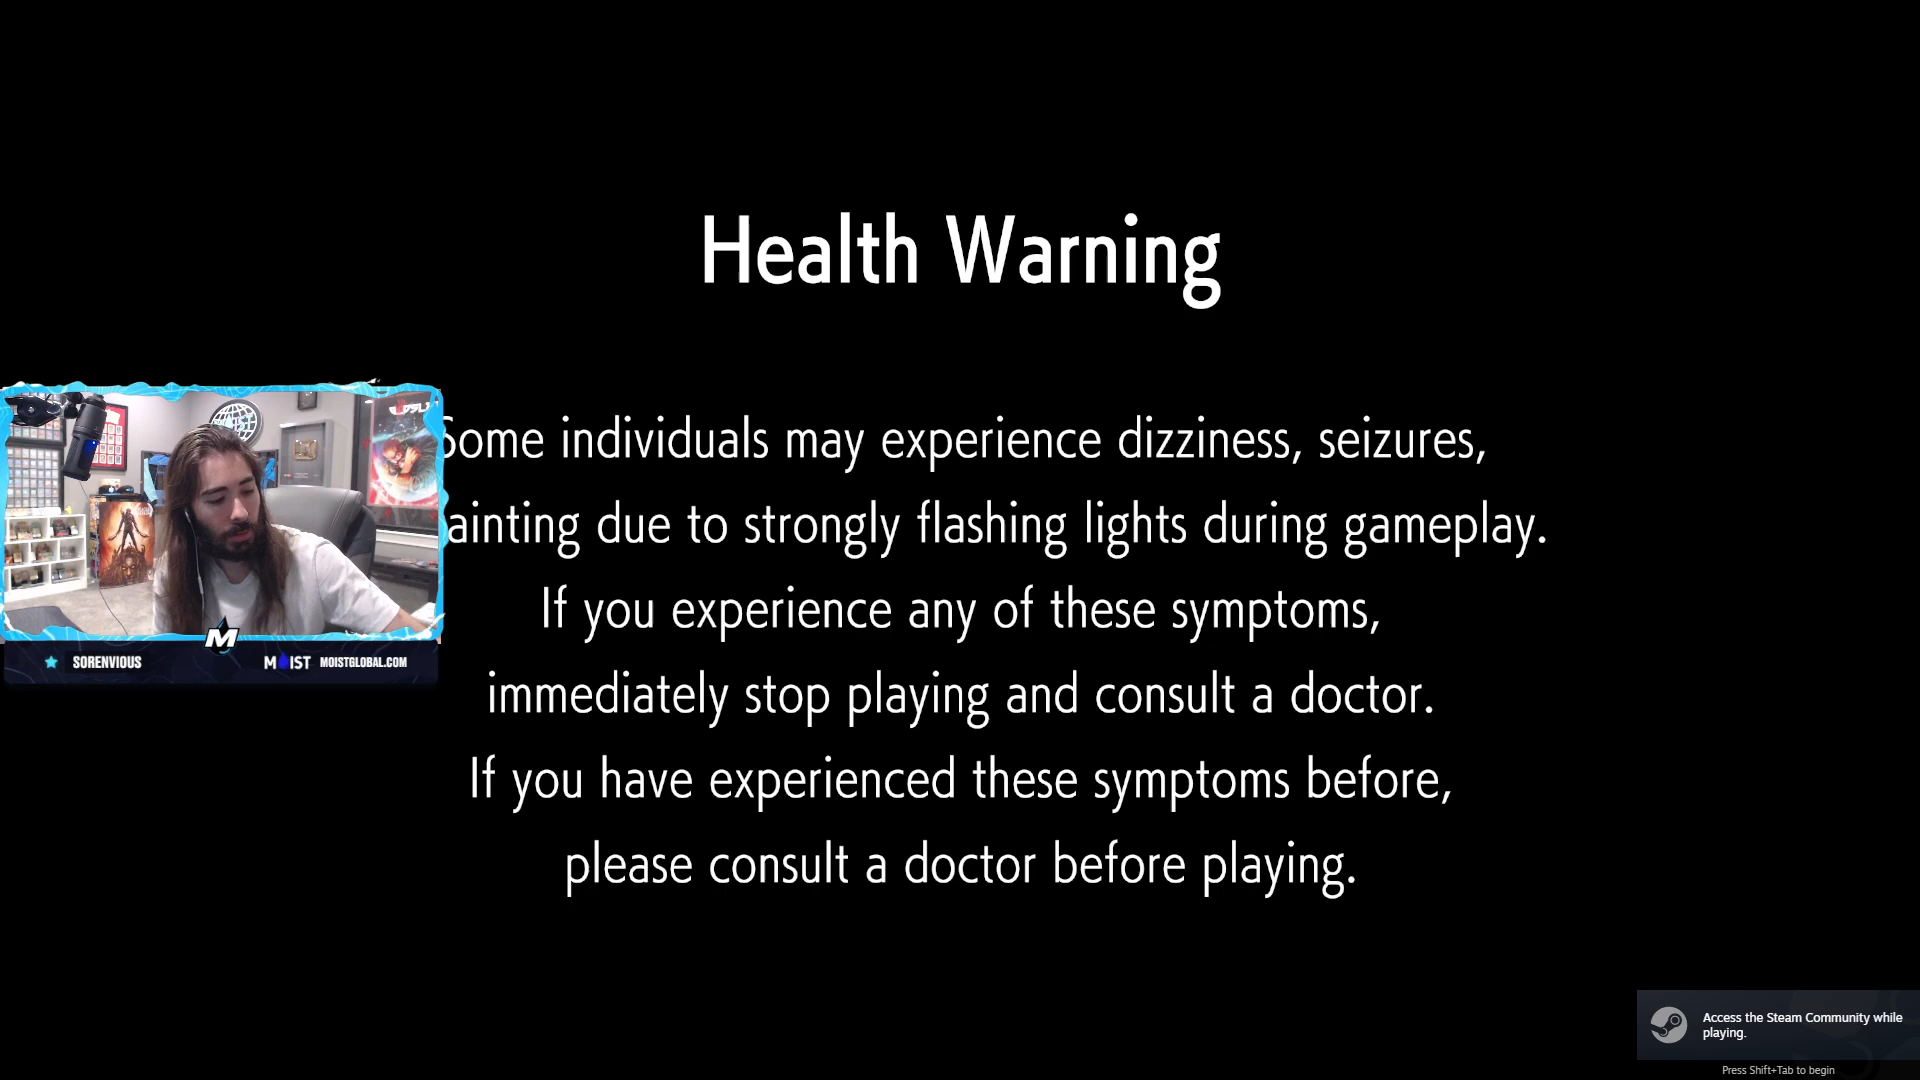 Health Warning
Some individuals may experience dizziness, seizures,
ainting due to strongly flashing lights during gameplay.
If you experience any of these symptoms,
immediately stop playing and consult a doctor.
If you have experienced these symptoms before,
please consult a doctor before playing.
M
SORENVIOUS
MOIST
MOISTGLOBAL.COM
Access the Steam Community while
playing.
Press Shift+Tab to begin